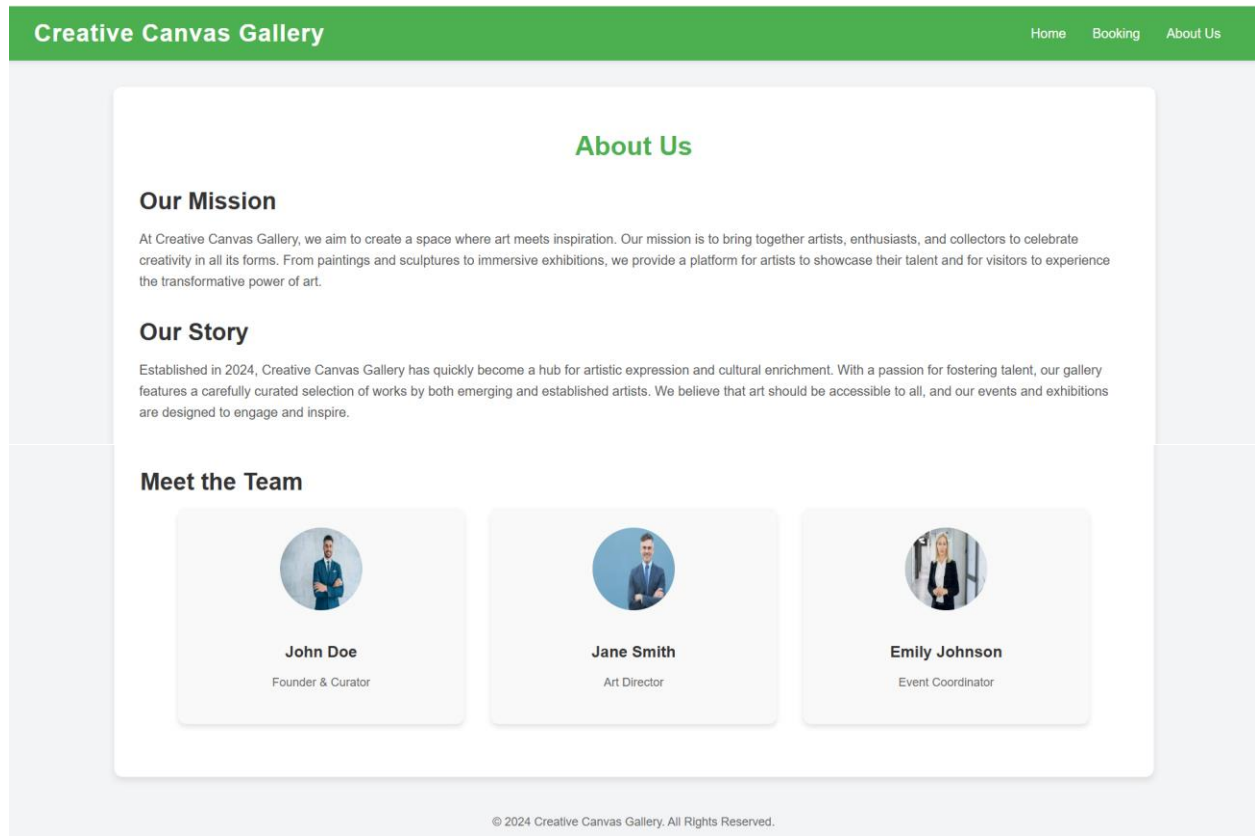 Creative Canvas Gallery
Home Booking About Us
About Us
Our Mission
At Creative Canvas Gallery, we aim to create a space where art meets inspiration. Our mission is to bring together artists, enthusiasts, and collectors to celebrate
creativity in all its forms. From paintings and sculptures to immersive exhibitions, we provide a platform for artists to showcase their talent and for visitors to experience
the transformative power of art.
Our Story
Established in 2024, Creative Canvas Gallery has quickly become a hub for artistic expression and cultural enrichment. With a passion for fostering talent, our gallery
features a carefully curated selection of works by both emerging and established artists. We believe that art should be accessible to all, and our events and exhibitions
are designed to engage and inspire.
Meet the Team
John Doe
Founder & Curator
Jane Smith
Art Director
Emily Johnson
Event Coordinator
© 2024 Creative Canvas Gallery. All Rights Reserved.